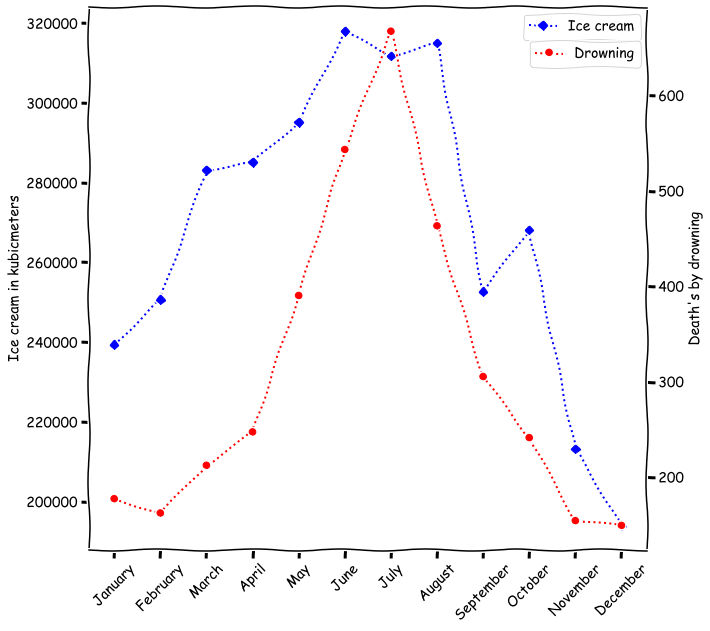 Ice cream
Drowning
320000
300000
280000
260000
240000
220000
200000
Ice cream in kubicmeters
600
500
400
300
200
Death's by drowning
January
February
March
April
May
June
July
August
September
October
November
December